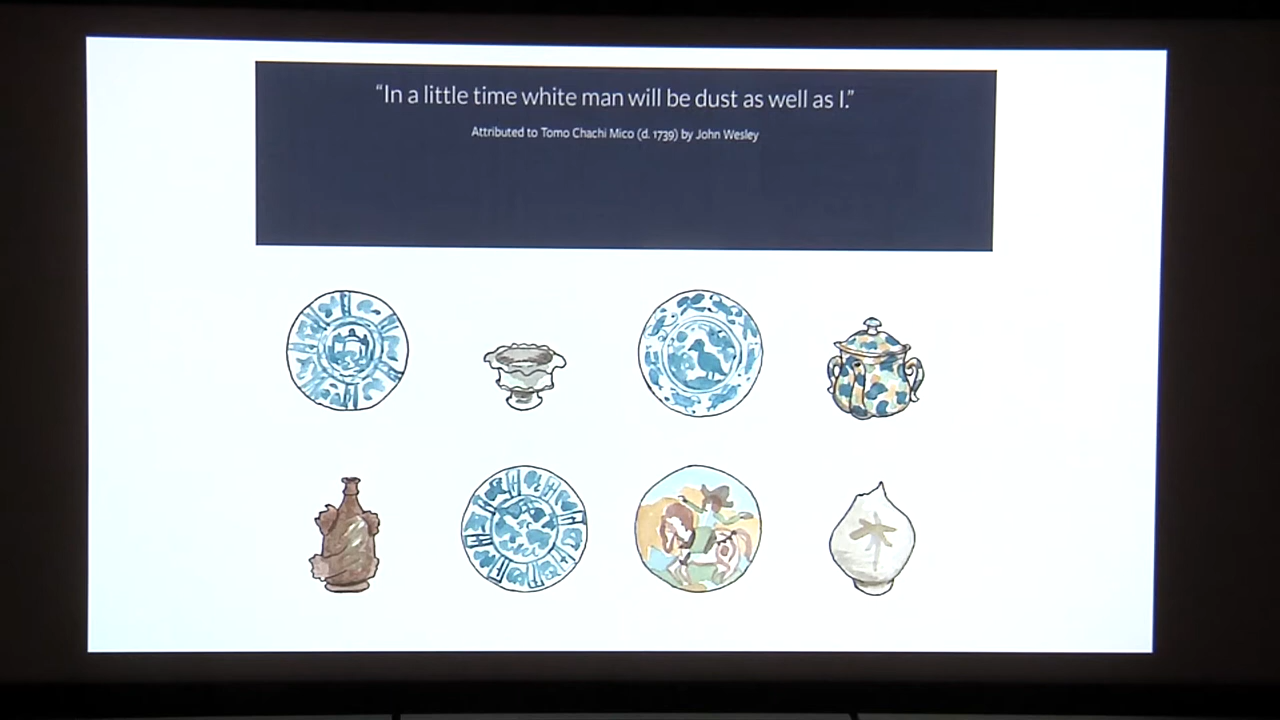 “In a little time white man will be dust as well as I.”
Attributed to Tomo Chachi Mico (d. 1739) by John Wesley